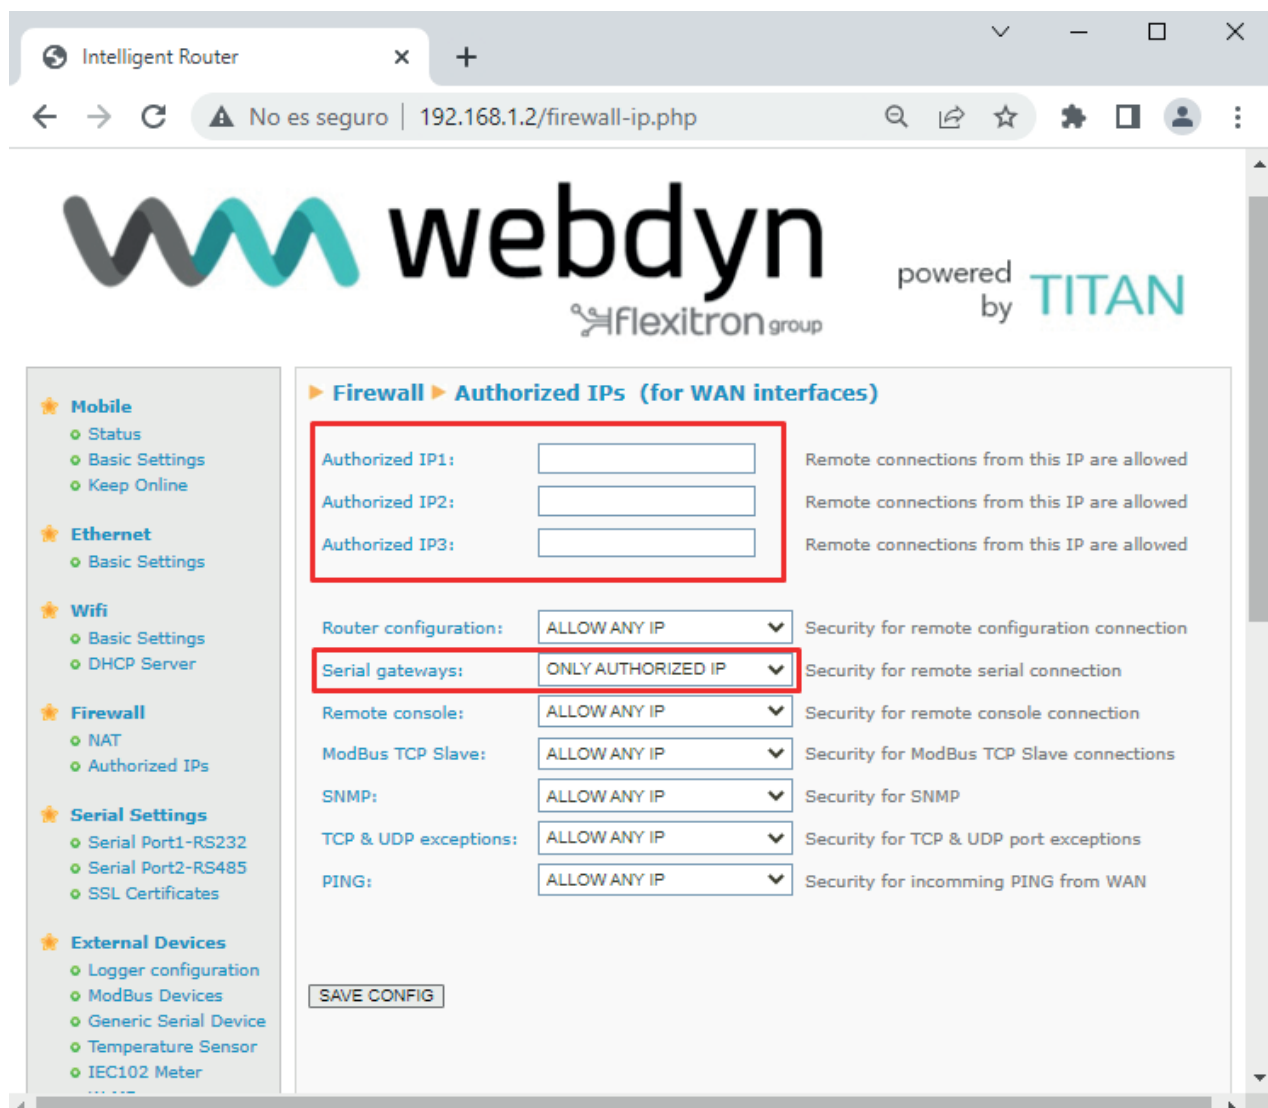 Intelligent Router
No es seguro | 192.168.1.2/firewall-ip.php
webdyn
flexitron group
powered by TITAN
Mobile
Status
Basic Settings
Keep Online
Ethernet
Basic Settings
Wifi
Basic Settings
DHCP Server
Firewall
NAT
Authorized IPs
Serial Settings
Serial Port1-RS232
Serial Port2-RS485
SSL Certificates
External Devices
Logger configuration
ModBus Devices
Generic Serial Device
Temperature Sensor
IEC102 Meter
Firewall Authorized IPs (for WAN interfaces)
Authorized IP1: Remote connections from this IP are allowed
Authorized IP2: Remote connections from this IP are allowed
Authorized IP3: Remote connections from this IP are allowed
Router configuration: ALLOW ANY IP Security for remote configuration connection
Serial gateways: ONLY AUTHORIZED IP Security for remote serial connection
Remote console: ALLOW ANY IP Security for remote console connection
ModBus TCP Slave: ALLOW ANY IP Security for ModBus TCP Slave connections
SNMP: ALLOW ANY IP Security for SNMP
TCP & UDP exceptions: ALLOW ANY IP Security for TCP & UDP port exceptions
PING: ALLOW ANY IP Security for incomming PING from WAN
SAVE CONFIG